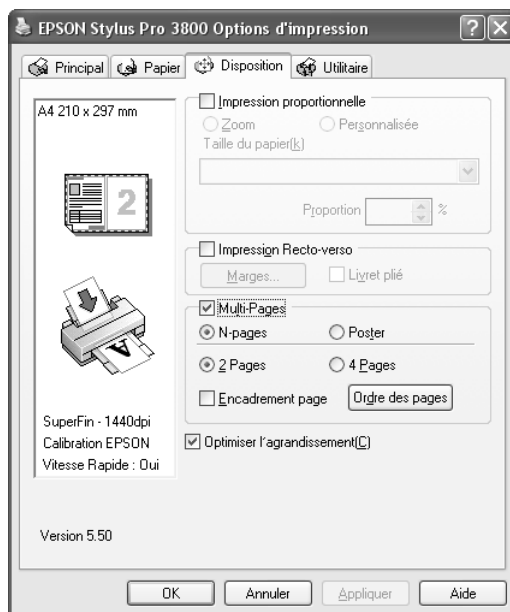 EPSON Stylus Pro 3800 Options d'impression
Principal Papier Disposition Utilitaire
A4 210 x 297 mm
2
A
SuperFin - 1440dpi
Calibration EPSON
Vitesse Rapide : Oui
Version 5.50
Impression proportionnelle
Zoom Personnalisée
Taille du papier(k)
Proportion %
Impression Recto-verso
Marges... Livret plié
Multi-Pages
N-pages Poster
2 Pages 4 Pages
Encadrement page Ordre des pages
Optimiser l'agrandissement(C)
OK Annuler Appliquer Aide